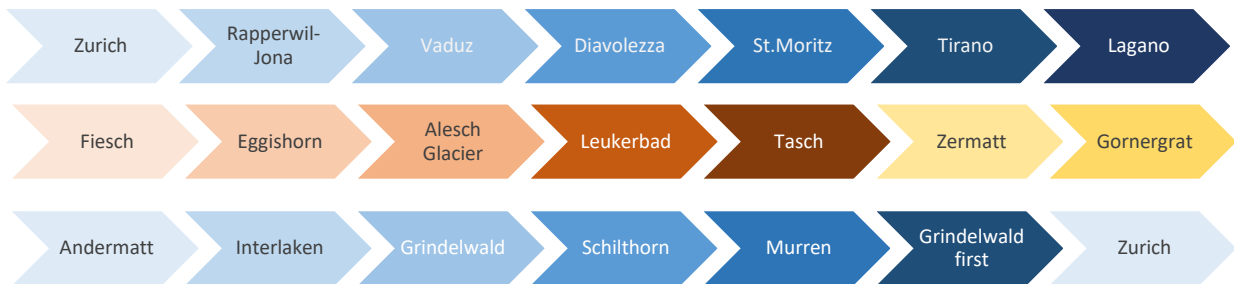 Zurich
Rapperwil-
Jona
Vaduz
Diavolezza
St.Moritz
Tirano
Lagano
Fiesch
Eggishorn
Alesch
Glacier
Leukerbad
Tasch
Zermatt
Gornergrat
Andermatt
Interlaken
Grindelwald
Schilthorn
Murren
Grindelwald
first
Zurich